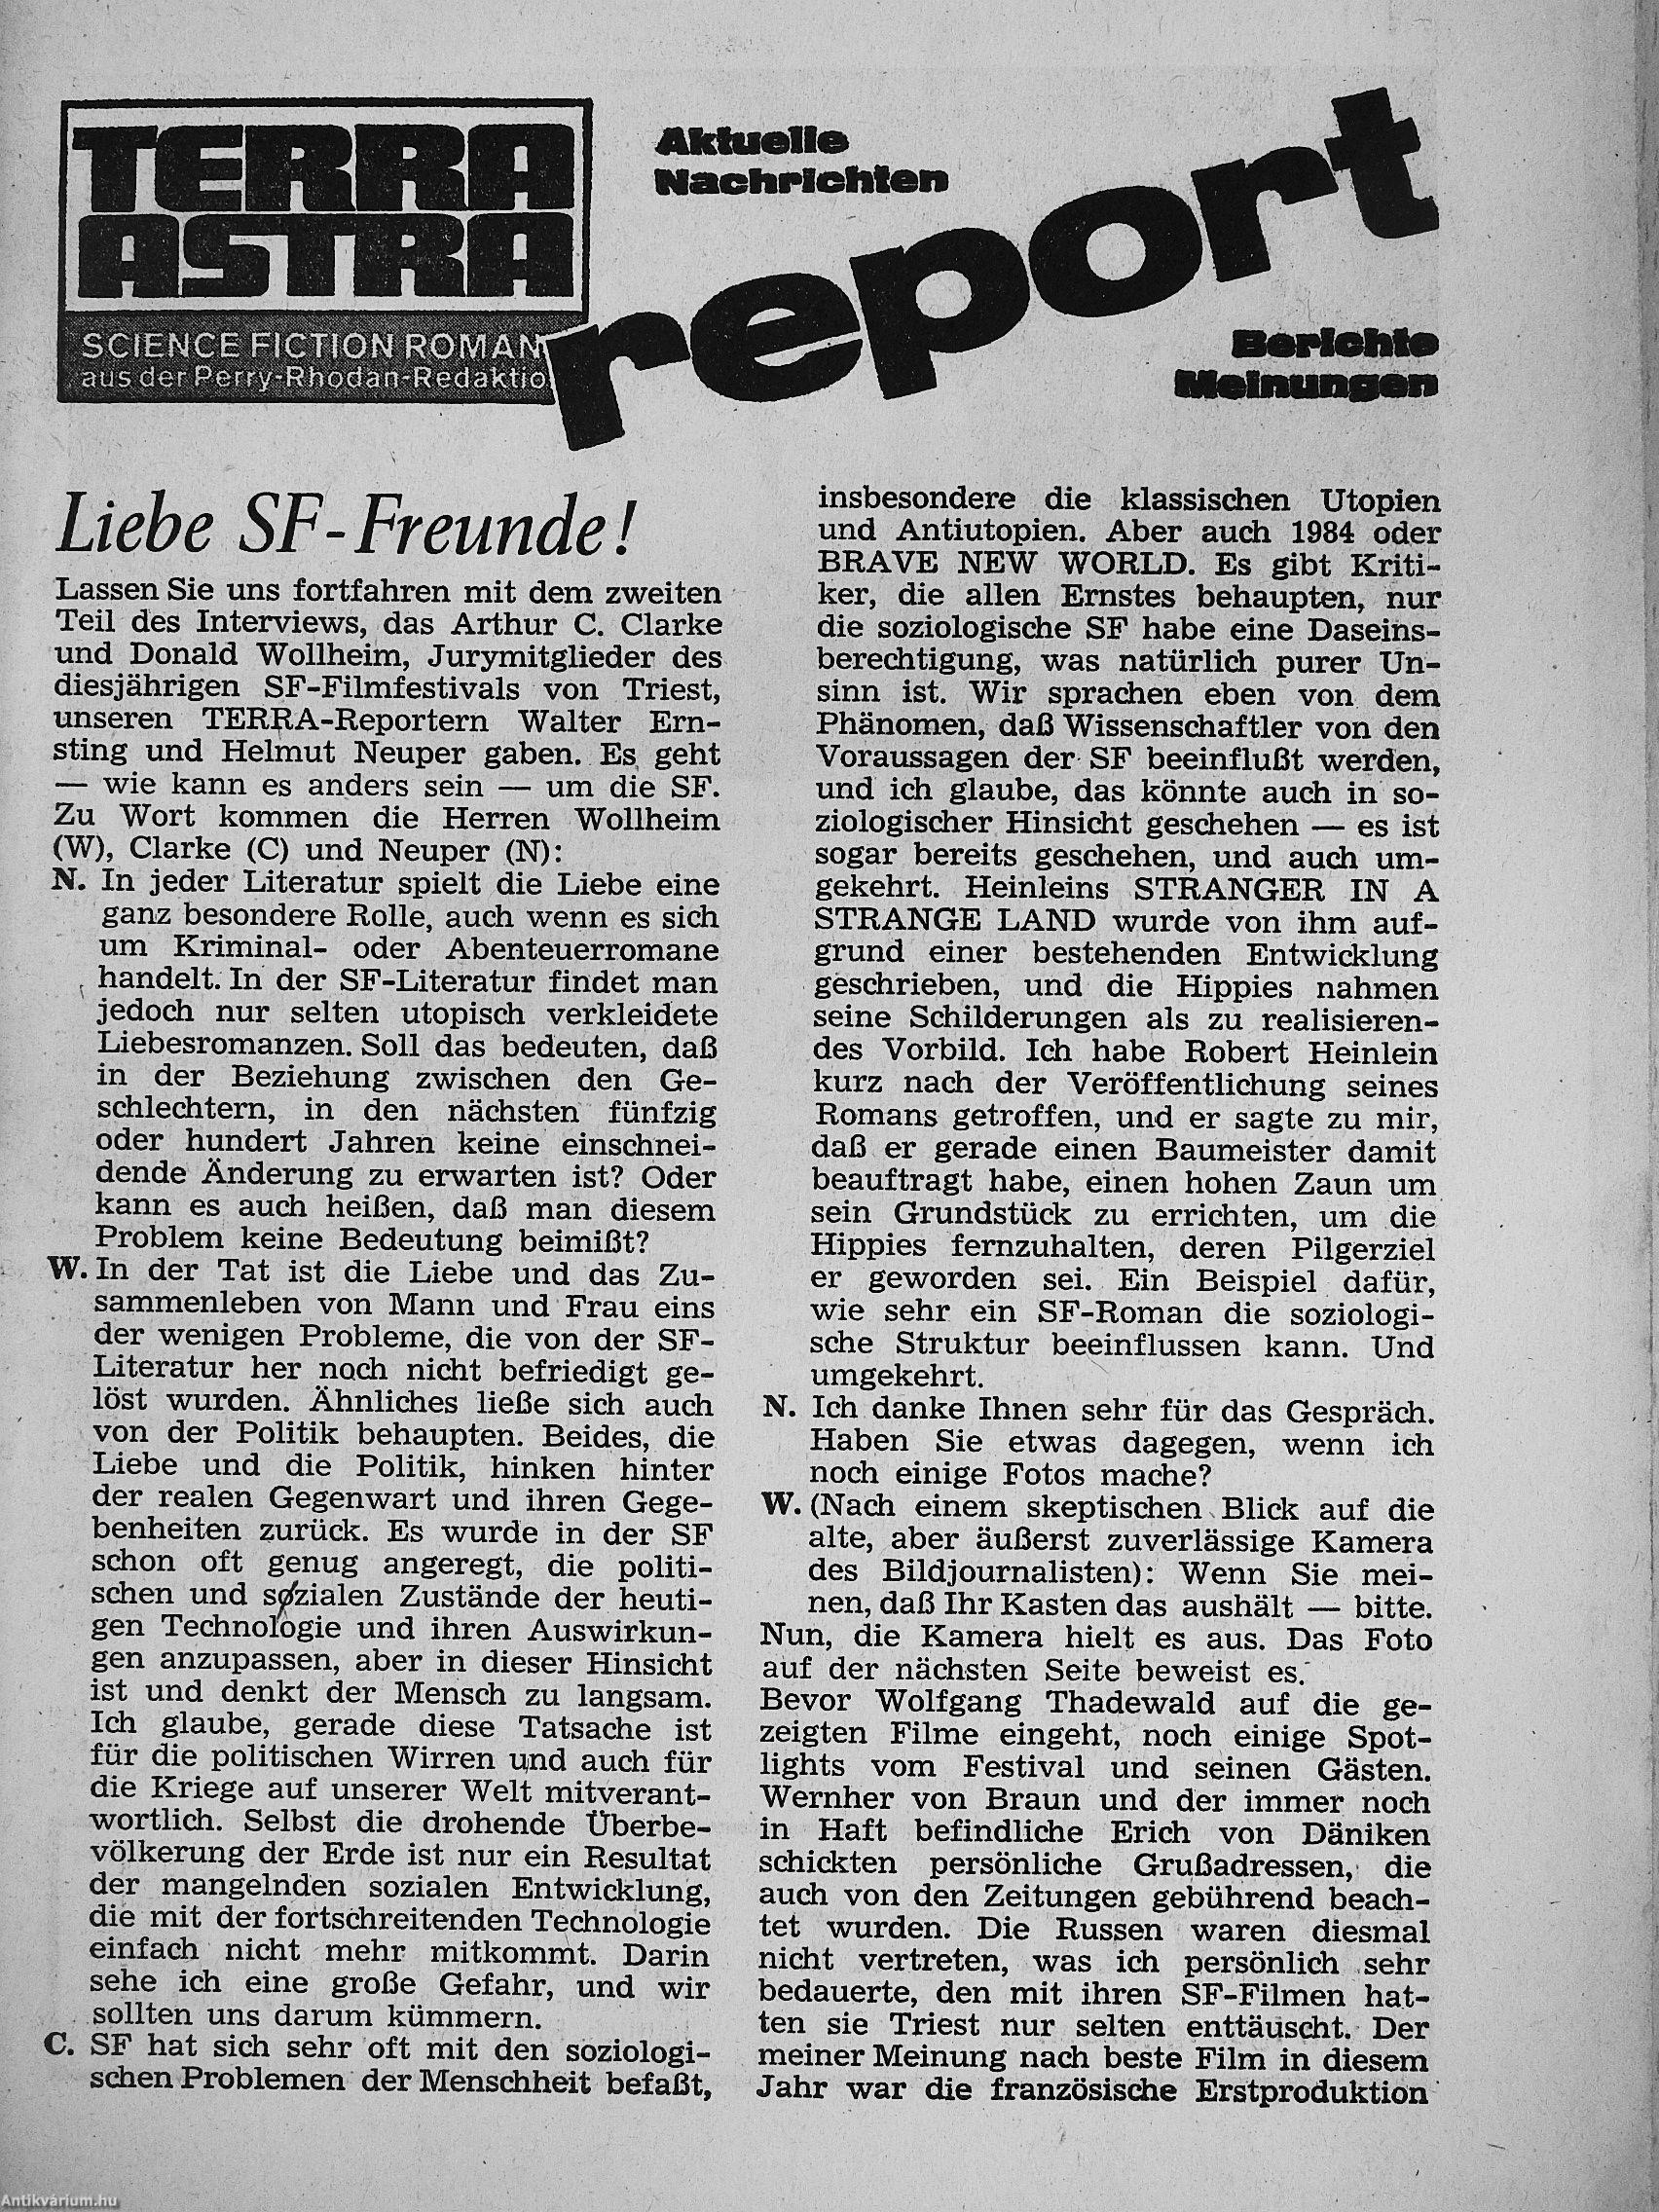 TERRA
ASTRA
SCIENCE FICTION ROMAN
aus der Perry-Rhodan-Redaktio
Aktuelle
Nachrichten
report
Berichte
Meinungen
Liebe SF-Freunde!
Lassen Sie uns fortfahren mit dem zweiten
Teil des Interviews, das Arthur C. Clarke
und Donald Wollheim, Jurymitglieder des
diesjährigen SF-Filmfestivals von Triest,
unseren TERRA-Reportern Walter Ern-
sting und Helmut Neuper gaben. Es geht
— wie kann es anders sein — um die SF.
Zu Wort kommen die Herren Wollheim
(W), Clarke (C) und Neuper (N):
N. In jeder Literatur spielt die Liebe eine
ganz besondere Rolle, auch wenn es sich
um Kriminal- oder Abenteuerromane
handelt. In der SF-Literatur findet man
jedoch nur selten utopisch verkleidete
Liebesromanzen. Soll das bedeuten, daß
in der Beziehung zwischen den Ge-
schlechtern, in den nächsten fünfzig
oder hundert Jahren keine einschnei-
dende Änderung zu erwarten ist? Oder
kann es auch heißen, daß man diesem
Problem keine Bedeutung beimißt?
W. In der Tat ist die Liebe und das Zu-
sammenleben von Mann und Frau eins
der wenigen Probleme, die von der SF-
Literatur her noch nicht befriedigt ge-
löst wurden. Ähnliches ließe sich auch
von der Politik behaupten. Beides, die
Liebe und die Politik, hinken hinter
der realen Gegenwart und ihren Gege-
benheiten zurück. Es wurde in der SF
schon oft genug angeregt, die politi-
schen und sozialen Zustände der heuti-
gen Technologie und ihren Auswirkun-
gen anzupassen, aber in dieser Hinsicht
ist und denkt der Mensch zu langsam.
Ich glaube, gerade diese Tatsache ist
für die politischen Wirren und auch für
die Kriege auf unserer Welt mitverant-
wortlich. Selbst die drohende Überbe-
völkerung der Erde ist nur ein Resultat
der mangelnden sozialen Entwicklung,
die mit der fortschreitenden Technologie
einfach nicht mehr mitkommt. Darin
sehe ich eine große Gefahr, und wir
sollten uns darum kümmern.
C. SF hat sich sehr oft mit den soziologi-
schen Problemen der Menschheit befaßt,
insbesondere die klassischen Utopien
und Antiutopien. Aber auch 1984 oder
BRAVE NEW WORLD. Es gibt Kriti-
ker, die allen Ernstes behaupten, nur
die soziologische SF habe eine Daseins-
berechtigung, was natürlich purer Un-
sinn ist. Wir sprachen eben von dem
Phänomen, daß Wissenschaftler von den
Voraussagen der SF beeinflußt werden,
und ich glaube, das könnte auch in so-
ziologischer Hinsicht geschehen — es ist
sogar bereits geschehen, und auch um-
gekehrt. Heinleins STRANGER IN A
STRANGE LAND wurde von ihm auf-
grund einer bestehenden Entwicklung
geschrieben, und die Hippies nahmen
seine Schilderungen als zu realisieren-
des Vorbild. Ich habe Robert Heinlein
kurz nach der Veröffentlichung seines
Romans getroffen, und er sagte zu mir,
daß er gerade einen Baumeister damit
beauftragt habe, einen hohen Zaun um
sein Grundstück zu errichten, um die
Hippies fernzuhalten, deren Pilgerziel
er geworden sei. Ein Beispiel dafür,
wie sehr ein SF-Roman die soziologi-
sche Struktur beeinflussen kann. Und
umgekehrt.
N. Ich danke Ihnen sehr für das Gespräch.
Haben Sie etwas dagegen, wenn ich
noch einige Fotos mache?
W. (Nach einem skeptischen Blick auf die
alte, aber äußerst zuverlässige Kamera
des Bildjournalisten): Wenn Sie mei-
nen, daß Ihr Kasten das aushält — bitte.
Nun, die Kamera hielt es aus. Das Foto
auf der nächsten Seite beweist es.
Bevor Wolfgang Thadewald auf die ge-
zeigten Filme eingeht, noch einige Spot-
lights vom Festival und seinen Gästen.
Wernher von Braun und der immer noch
in Haft befindliche Erich von Däniken
schickten persönliche Grußadressen, die
auch von den Zeitungen gebührend beach-
tet wurden. Die Russen waren diesmal
nicht vertreten, was ich persönlich sehr
bedauerte, den mit ihren SF-Filmen hat-
ten sie Triest nur selten enttäuscht. Der
meiner Meinung nach beste Film in diesem
Jahr war die französische Erstproduktion
Antikvárium.hu